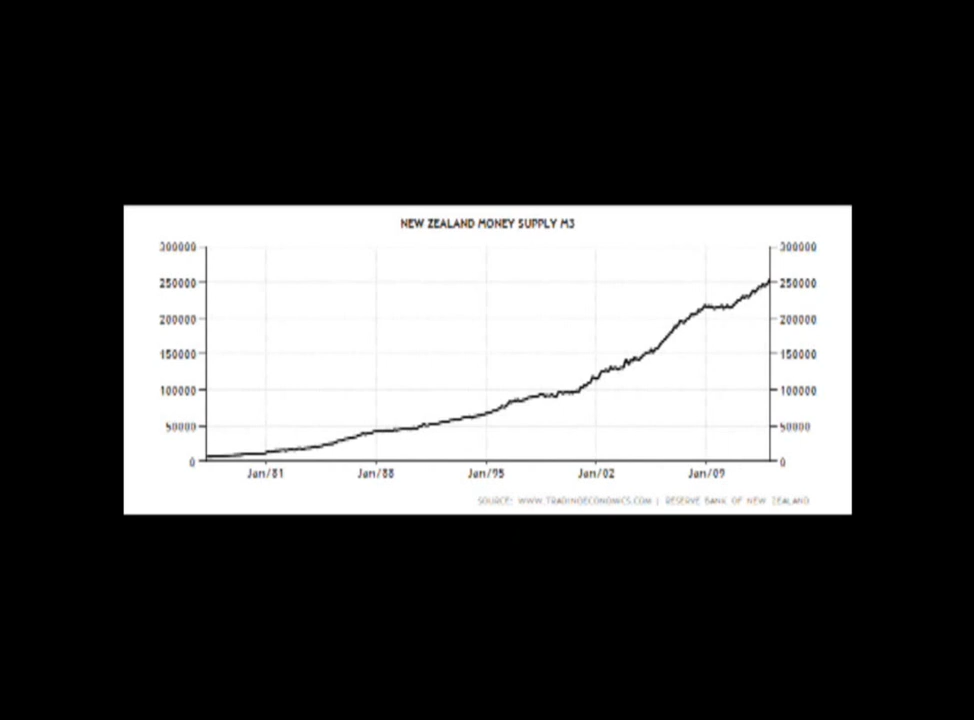 NEW ZEALAND MONEY SUPPLY M3
300000 300000
250000 250000
200000 200000
150000 150000
100000 100000
50000 50000
0 0
Jan/81 Jan/88 Jan/95 Jan/02 Jan/09
SOURCE: WWW.TRADINGECONOMICS.COM | RESERVE BANK OF NEW ZEALAND